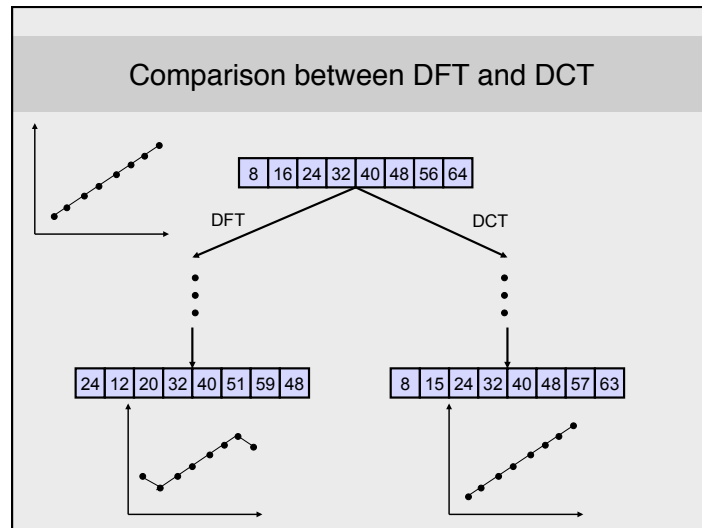 Comparison between DFT and DCT
8 16 24 32 40 48 56 64
DFT DCT
24 12 20 32 40 51 59 48 8 15 24 32 40 48 57 63